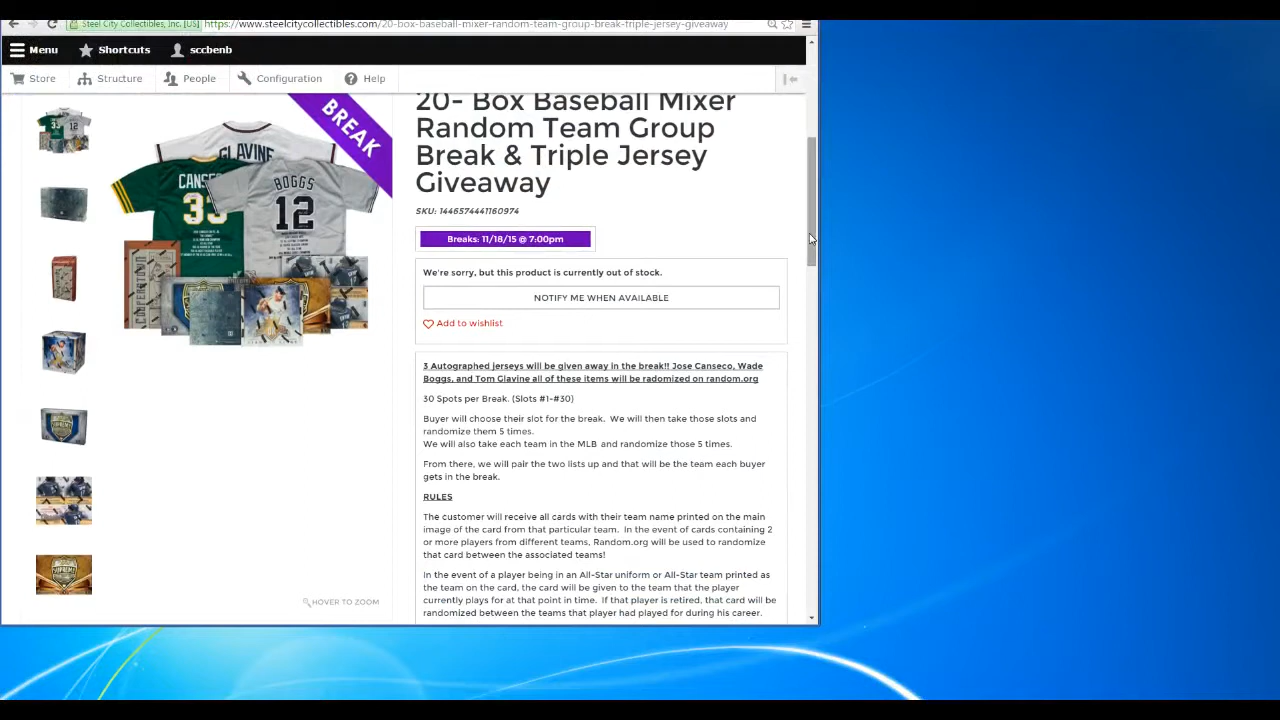 Steel City Collectibles, Inc. [US] https://www.steelcitycollectibles.com/20-box-baseball-mixer-random-team-group-break-triple-jersey-giveaway
Menu Shortcuts sccbenb
Store Structure People Configuration Help
BREAK
GLAVINE
CANSE
33
BOGGS
12
HOVER TO ZOOM
20- Box Baseball Mixer
Random Team Group
Break & Triple Jersey
Giveaway
SKU: 1446574441160974
Breaks: 11/18/15 @ 7:00pm
We're sorry, but this product is currently out of stock.
NOTIFY ME WHEN AVAILABLE
Add to wishlist
3 Autographed jerseys will be given away in the break!! Jose Canseco, Wade
Boggs, and Tom Glavine all of these items will be radomized on random.org
30 Spots per Break. (Slots #1-#30)
Buyer will choose their slot for the break. We will then take those slots and
randomize them 5 times.
We will also take each team in the MLB and randomize those 5 times.
From there, we will pair the two lists up and that will be the team each buyer
gets in the break.
RULES
The customer will receive all cards with their team name printed on the main
image of the card from that particular team. In the event of cards containing 2
or more players from different teams, Random.org will be used to randomize
that card between the associated teams!
In the event of a player being in an All-Star uniform or All-Star team printed as
the team on the card, the card will be given to the team that the player
currently plays for at that point in time. If that player is retired, that card will be
randomized between the teams that player had played for during his career.